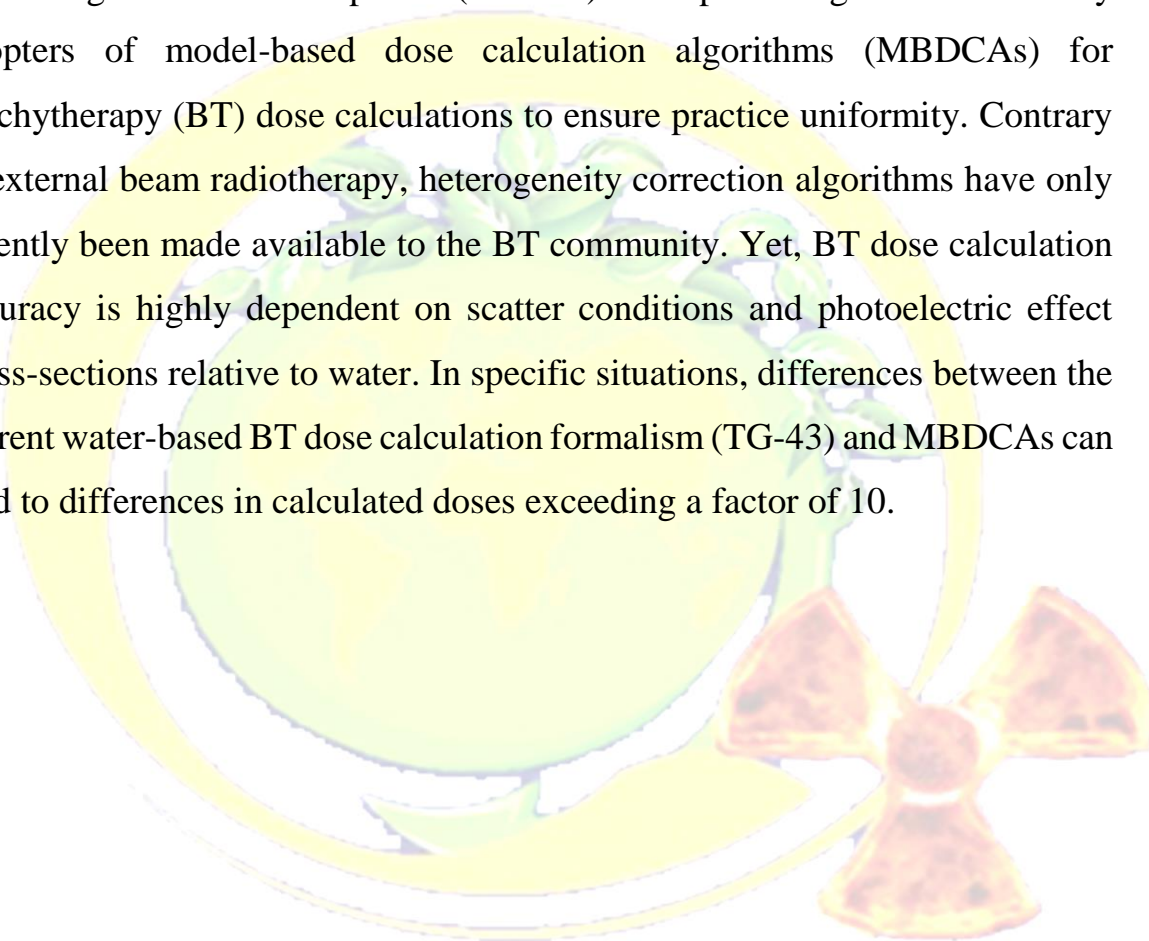 opters of model-based dose calculation algorithms (MBDCAs) for
chytherapy (BT) dose calculations to ensure practice uniformity. Contrary
external beam radiotherapy, heterogeneity correction algorithms have only
ently been made available to the BT community. Yet, BT dose calculation
uracy is highly dependent on scatter conditions and photoelectric effect
ss-sections relative to water. In specific situations, differences between the
rent water-based BT dose calculation formalism (TG-43) and MBDCAs can
d to differences in calculated doses exceeding a factor of 10.